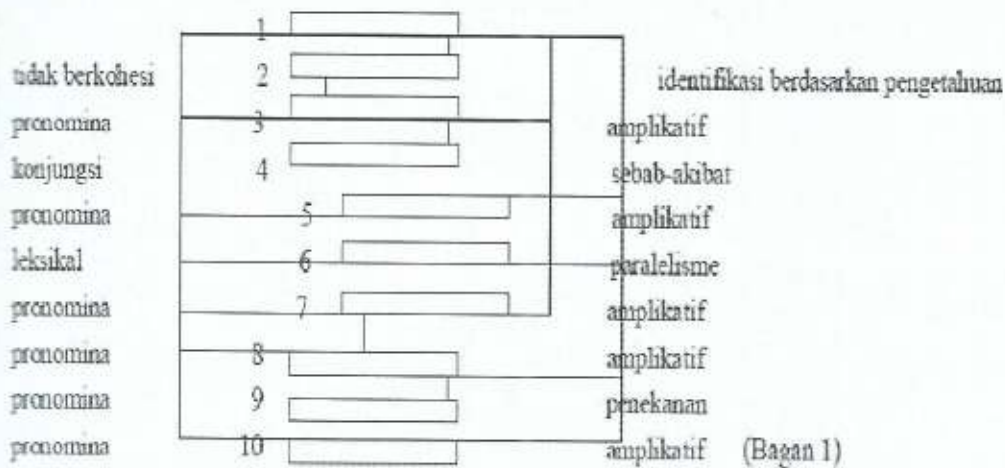 1
tidak berkohesi 2 identifikasi berdasarkan pengetahuan
pronomina 3 amplikatif
konjungsi 4 sebab-akibat
pronomina 5 amplikatif
leksikal 6 paralelisme
pronomina 7 amplikatif
pronomina 8 amplikatif
pronomina 9 penekanan
pronomina 10 amplikatif (Bagan 1)